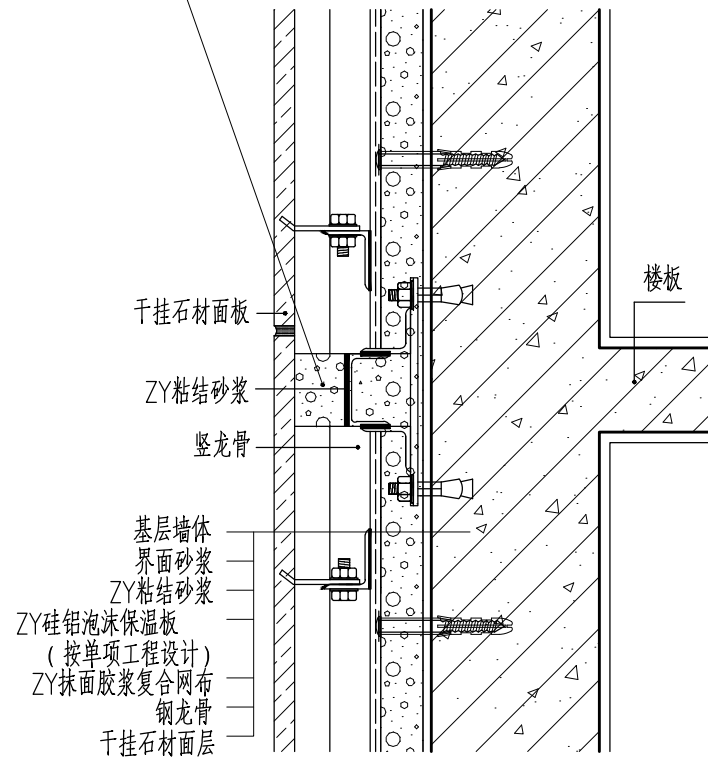 楼板
干挂石材面板
ZY粘结砂浆
竖龙骨
基层墙体
界面砂浆
ZY粘结砂浆
ZY硅铝泡沫保温板
(按单项工程设计)
ZY抹面胶浆复合网布
钢龙骨
干挂石材面层